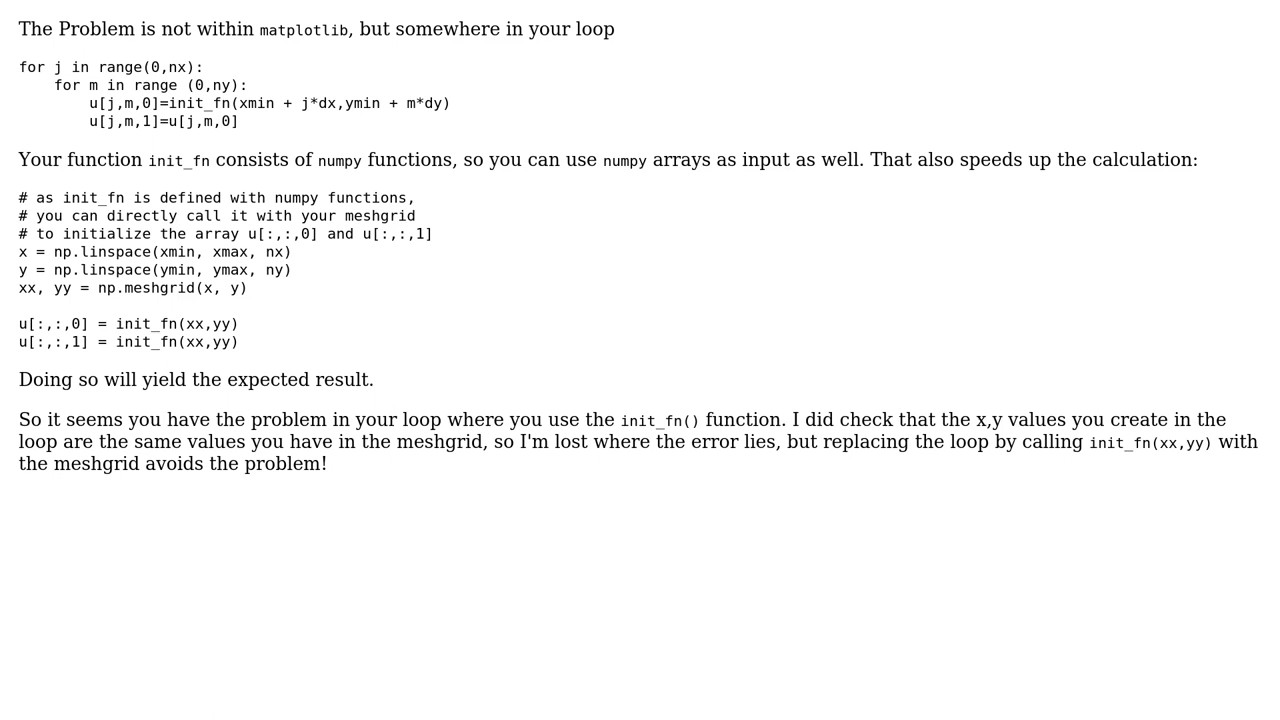 The Problem is not within matplotlib, but somewhere in your loop
for j in range(0,nx):
    for m in range (0,ny):
        u[j,m,0]=init_fn(xmin + j*dx,ymin + m*dy)
        u[j,m,1]=u[j,m,0]
Your function init_fn consists of numpy functions, so you can use numpy arrays as input as well. That also speeds up the calculation:
# as init_fn is defined with numpy functions,
# you can directly call it with your meshgrid
# to initialize the array u[:,:,0] and u[:,:,1]
x = np.linspace(xmin, xmax, nx)
y = np.linspace(ymin, ymax, ny)
xx, yy = np.meshgrid(x, y)
u[:,:,0] = init_fn(xx,yy)
u[:,:,1] = init_fn(xx,yy)
Doing so will yield the expected result.
So it seems you have the problem in your loop where you use the init_fn() function. I did check that the x,y values you create in the
loop are the same values you have in the meshgrid, so I'm lost where the error lies, but replacing the loop by calling init_fn(xx,yy) with
the meshgrid avoids the problem!